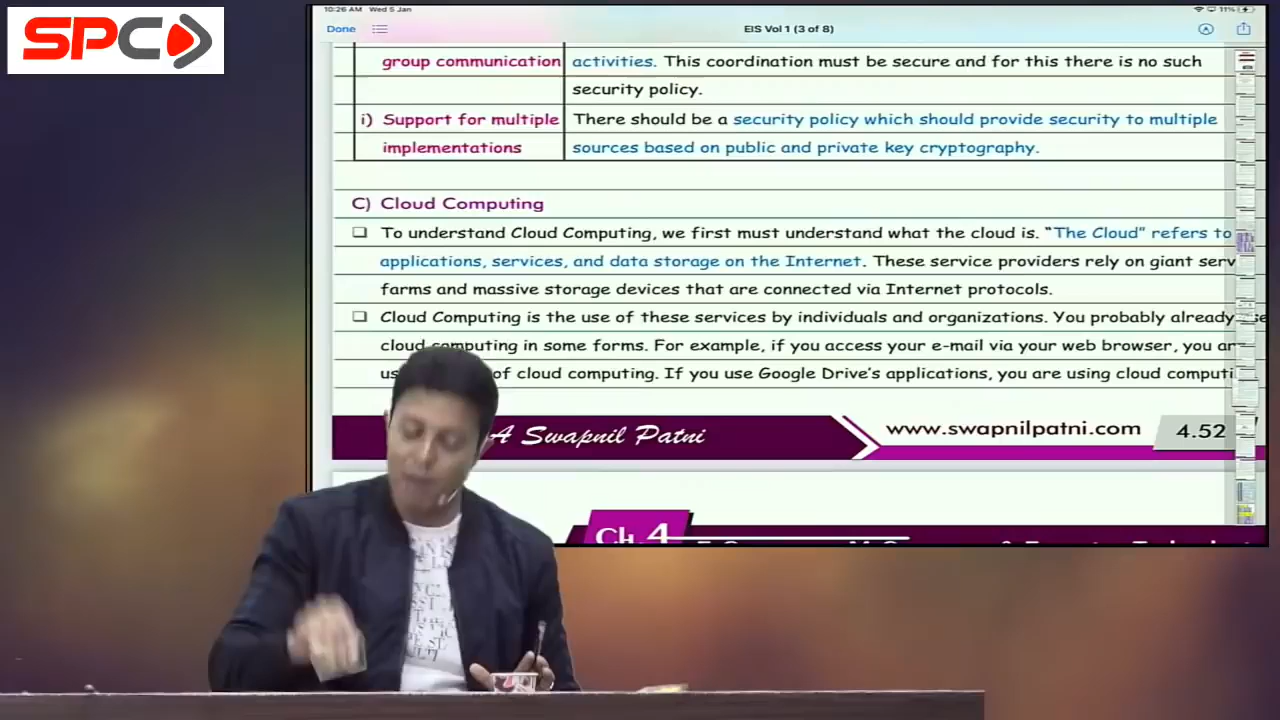 SPC
10:26 AM Wed 5 Jan
11%
Done
EIS Vol 1 (3 of 8)
group communication
activities. This coordination must be secure and for this there is no such
security policy.
i) Support for multiple
implementations
There should be a security policy which should provide security to multiple
sources based on public and private key cryptography.
C) Cloud Computing
To understand Cloud Computing, we first must understand what the cloud is. “The Cloud” refers to
applications, services, and data storage on the Internet. These service providers rely on giant serv
farms and massive storage devices that are connected via Internet protocols.
Cloud Computing is the use of these services by individuals and organizations. You probably already
cloud computing in some forms. For example, if you access your e-mail via your web browser, you ar
us of cloud computing. If you use Google Drive’s applications, you are using cloud computi
A Swapnil Patni
www.swapnilpatni.com
4.52
Ch 4